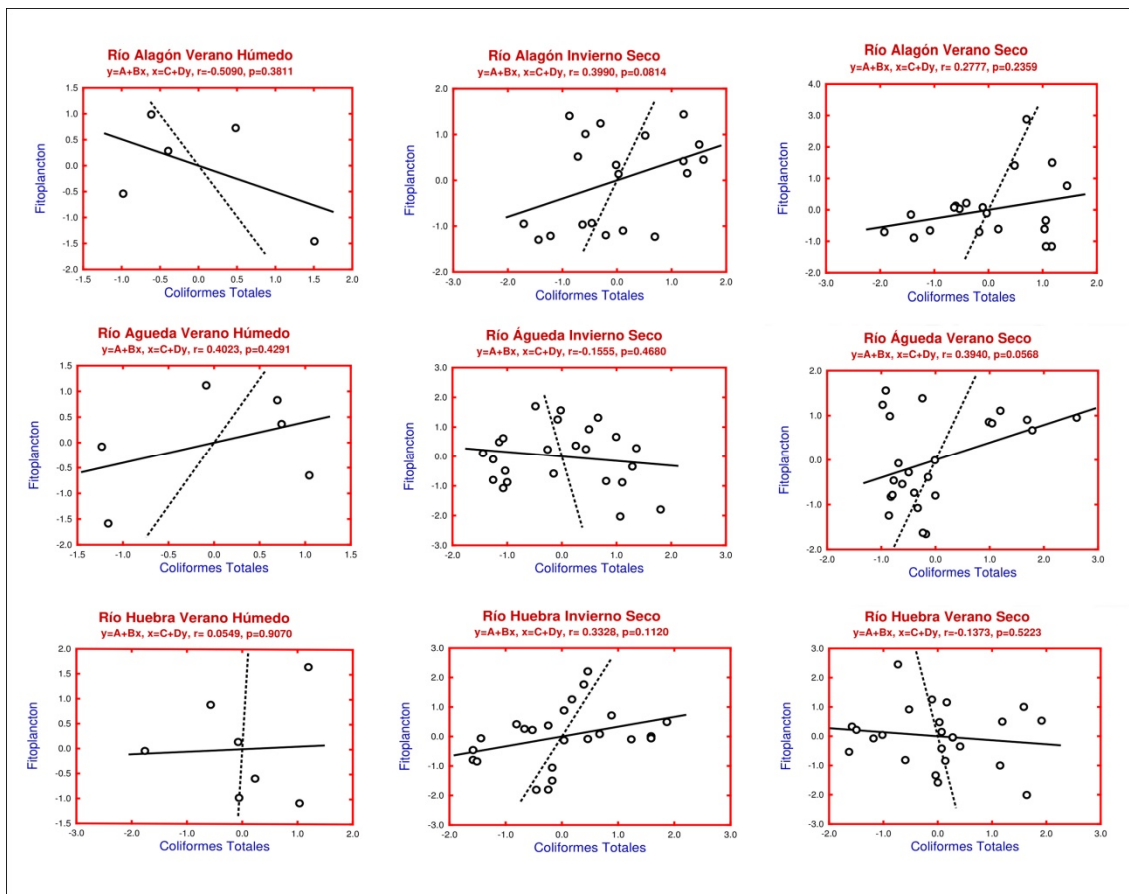 Río Alagón Verano Húmedo
y=A+Bx, x=C+Dy, r=-0.5090, p=0.3811
1.5
1.0
0.5
0.0
-0.5
-1.0
-1.5
-2.0
Fitoplancton
-1.5 -1.0 -0.5 0.0 0.5 1.0 1.5 2.0
Coliformes Totales
Río Alagón Invierno Seco
y=A+Bx, x=C+Dy, r= 0.3990, p=0.0814
2.0
1.0
0.0
-1.0
-2.0
Fitoplancton
-3.0 -2.0 -1.0 0.0 1.0 2.0
Coliformes Totales
Río Alagón Verano Seco
y=A+Bx, x=C+Dy, r= 0.2777, p=0.2359
4.0
3.0
2.0
1.0
0.0
-1.0
-2.0
Fitoplancton
-3.0 -2.0 -1.0 0.0 1.0 2.0
Coliformes Totales
Río Agueda Verano Húmedo
y=A+Bx, x=C+Dy, r= 0.4023, p=0.4291
1.5
1.0
0.5
0.0
-0.5
-1.0
-1.5
-2.0
Fitoplancton
-1.5 -1.0 -0.5 0.0 0.5 1.0 1.5
Coliformes Totales
Río Águeda Invierno Seco
y=A+Bx, x=C+Dy, r=-0.1555, p=0.4680
3.0
2.0
1.0
0.0
-1.0
-2.0
-3.0
Fitoplancton
-2.0 -1.0 0.0 1.0 2.0 3.0
Coliformes Totales
Río Águeda Verano Seco
y=A+Bx, x=C+Dy, r= 0.3940, p=0.0568
2.0
1.0
0.0
-1.0
-2.0
Fitoplancton
-2.0 -1.0 0.0 1.0 2.0 3.0
Coliformes Totales
Río Huebra Verano Húmedo
y=A+Bx, x=C+Dy, r= 0.0549, p=0.9070
2.0
1.5
1.0
0.5
0.0
-0.5
-1.0
-1.5
Fitoplancton
-3.0 -2.0 -1.0 0.0 1.0 2.0
Coliformes Totales
Río Huebra Invierno Seco
y=A+Bx, x=C+Dy, r= 0.3328, p=0.1120
3.0
2.0
1.0
0.0
-1.0
-2.0
-3.0
Fitoplancton
-2.0 -1.0 0.0 1.0 2.0 3.0
Coliformes Totales
Río Huebra Verano Seco
y=A+Bx, x=C+Dy, r=-0.1373, p=0.5223
3.0
2.0
1.0
0.0
-1.0
-2.0
-3.0
Fitoplancton
-2.0 -1.0 0.0 1.0 2.0 3.0
Coliformes Totales